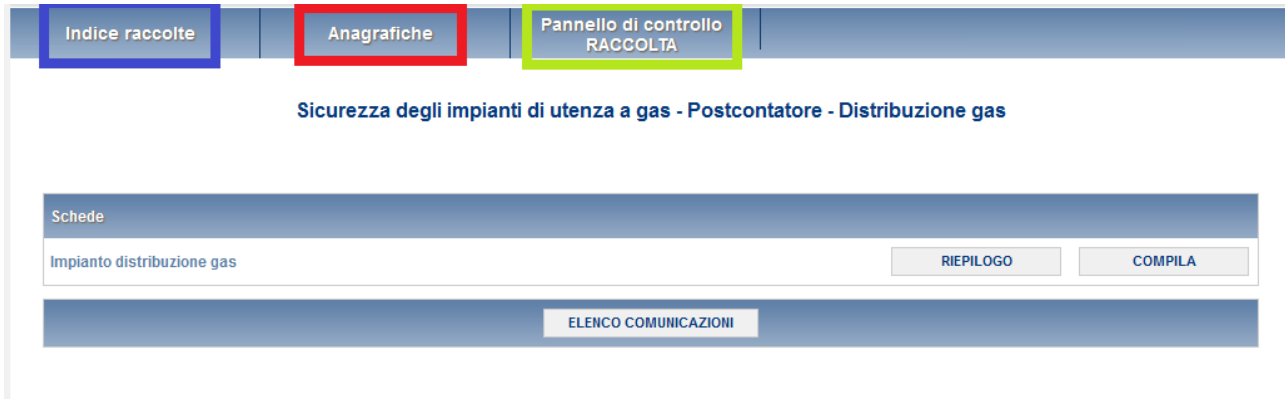 Indice raccolte
Anagrafiche
Pannello di controllo
RACCOLTA
Sicurezza degli impianti di utenza a gas - Postcontatore - Distribuzione gas
Schede
Impianto distribuzione gas
RIEPILOGO
COMPILA
ELENCO COMUNICAZIONI